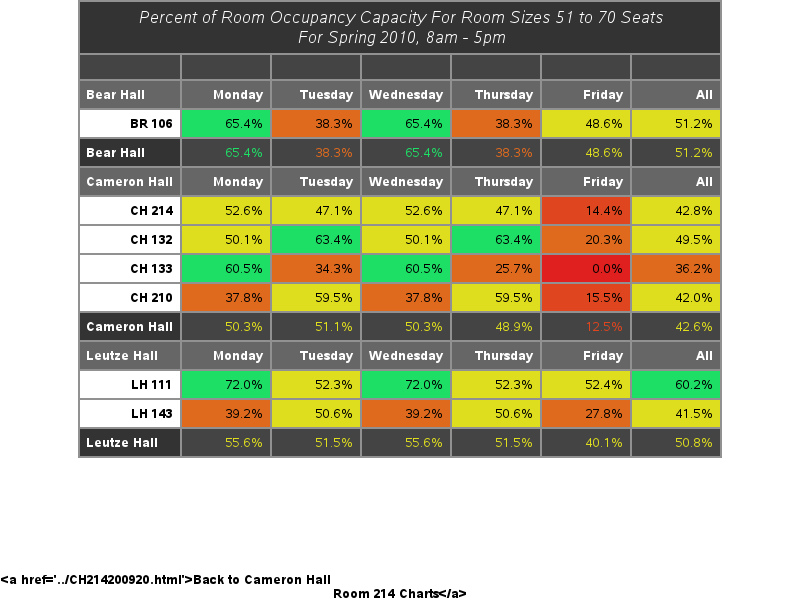 Percent of Room Occupancy Capacity For Room Sizes 51 to 70 Seats
For Spring 2010, 8am - 5pm
Bear Hall Monday Tuesday Wednesday Thursday Friday All
BR 106 65.4% 38.3% 65.4% 38.3% 48.6% 51.2%
Bear Hall 65.4% 38.3% 65.4% 38.3% 48.6% 51.2%
Cameron Hall Monday Tuesday Wednesday Thursday Friday All
CH 214 52.6% 47.1% 52.6% 47.1% 14.4% 42.8%
CH 132 50.1% 63.4% 50.1% 63.4% 20.3% 49.5%
CH 133 60.5% 34.3% 60.5% 25.7% 0.0% 36.2%
CH 210 37.8% 59.5% 37.8% 59.5% 15.5% 42.0%
Cameron Hall 50.3% 51.1% 50.3% 48.9% 12.5% 42.6%
Leutze Hall Monday Tuesday Wednesday Thursday Friday All
LH 111 72.0% 52.3% 72.0% 52.3% 52.4% 60.2%
LH 143 39.2% 50.6% 39.2% 50.6% 27.8% 41.5%
Leutze Hall 55.6% 51.5% 55.6% 51.5% 40.1% 50.8%
<a href='../CH214200920.html'>Back to Cameron Hall
Room 214 Charts</a>